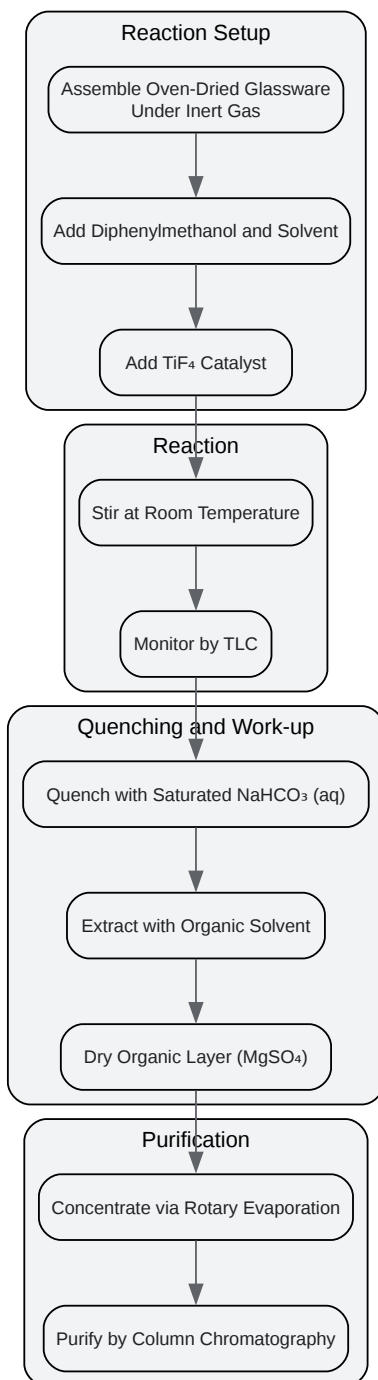 Reaction Setup
Assemble Oven-Dried Glassware
Under Inert Gas
Add Diphenylmethanol and Solvent
Add TiF₄ Catalyst
Reaction
Stir at Room Temperature
Monitor by TLC
Quenching and Work-up
Quench with Saturated NaHCO₃ (aq)
Extract with Organic Solvent
Dry Organic Layer (MgSO₄)
Purification
Concentrate via Rotary Evaporation
Purify by Column Chromatography